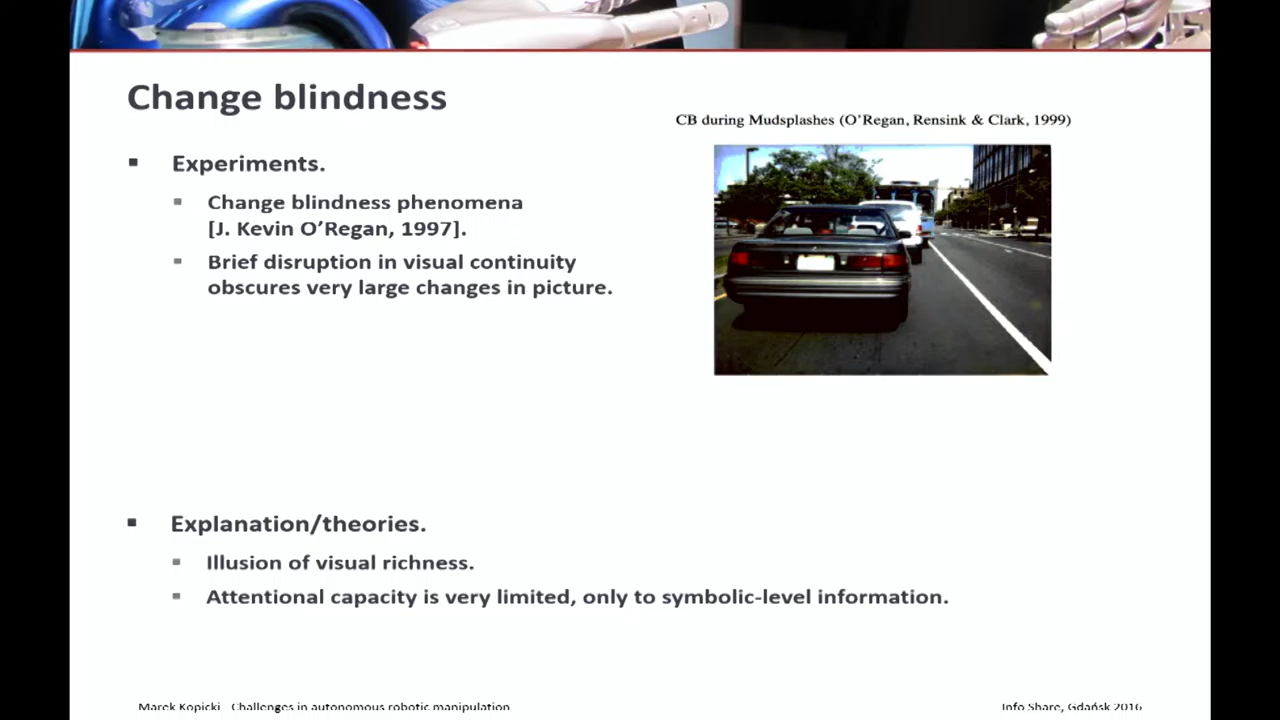 Change blindness
CB during Mudsplashes (O'Regan, Rensink & Clark, 1999)
Experiments.
Change blindness phenomena
[J. Kevin O'Regan, 1997].
Brief disruption in visual continuity
obscures very large changes in picture.
Explanation/theories.
Illusion of visual richness.
Attentional capacity is very limited, only to symbolic-level information.
Marek Kopicki Challenges in autonomous robotic manipulation
Info Share, Gdańsk 2016